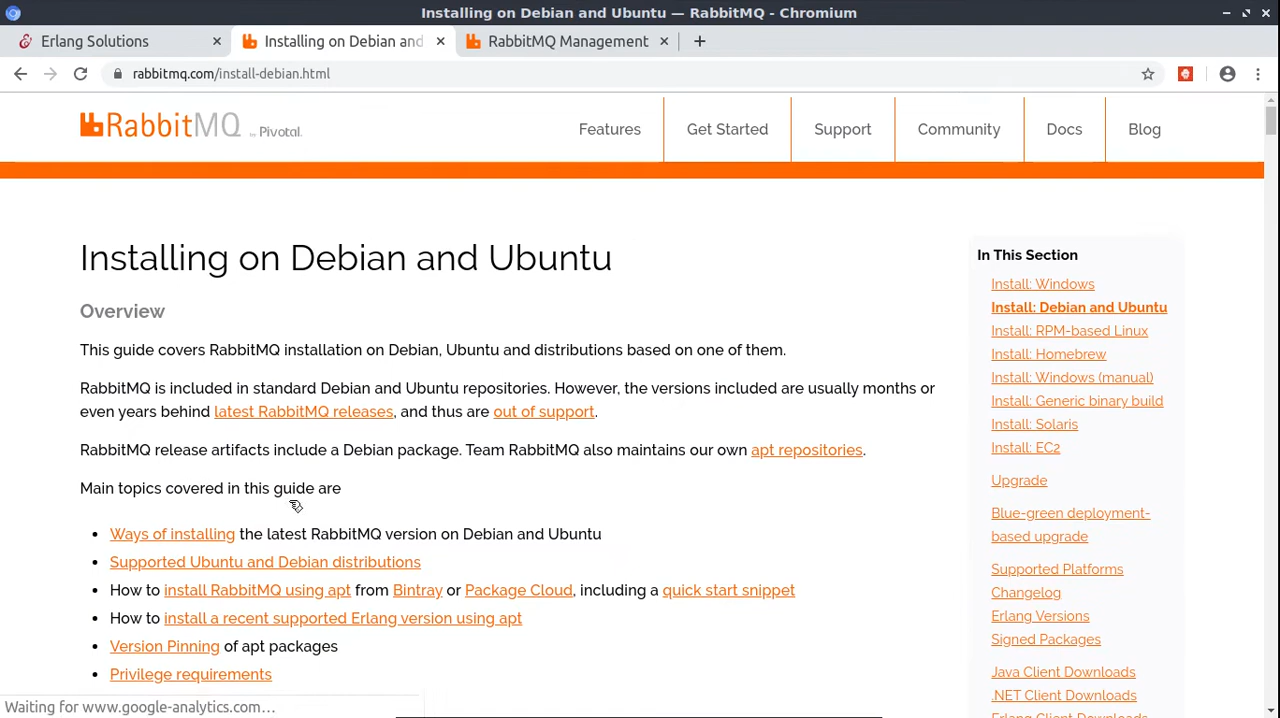 Installing on Debian and Ubuntu — RabbitMQ - Chromium
Erlang Solutions
Installing on Debian and
RabbitMQ Management
rabbitmq.com/install-debian.html
RabbitMQ by Pivotal.
Features
Get Started
Support
Community
Docs
Blog
Installing on Debian and Ubuntu
Overview
This guide covers RabbitMQ installation on Debian, Ubuntu and distributions based on one of them.
RabbitMQ is included in standard Debian and Ubuntu repositories. However, the versions included are usually months or
even years behind latest RabbitMQ releases, and thus are out of support.
RabbitMQ release artifacts include a Debian package. Team RabbitMQ also maintains our own apt repositories.
Main topics covered in this guide are
• Ways of installing the latest RabbitMQ version on Debian and Ubuntu
• Supported Ubuntu and Debian distributions
• How to install RabbitMQ using apt from Bintray or Package Cloud, including a quick start snippet
• How to install a recent supported Erlang version using apt
• Version Pinning of apt packages
• Privilege requirements
In This Section
Install: Windows
Install: Debian and Ubuntu
Install: RPM-based Linux
Install: Homebrew
Install: Windows (manual)
Install: Generic binary build
Install: Solaris
Install: EC2
Upgrade
Blue-green deployment-
based upgrade
Supported Platforms
Changelog
Erlang Versions
Signed Packages
Java Client Downloads
.NET Client Downloads
Erlang Client Downloads
Waiting for www.google-analytics.com…